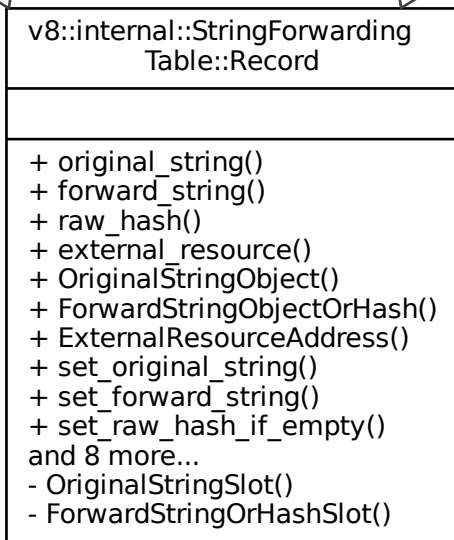 v8::internal::StringForwarding
Table::Record
+ original_string()
+ forward_string()
+ raw_hash()
+ external_resource()
+ OriginalStringObject()
+ ForwardStringObjectOrHash()
+ ExternalResourceAddress()
+ set_original_string()
+ set_forward_string()
+ set_raw_hash_if_empty()
and 8 more...
- OriginalStringSlot()
- ForwardStringOrHashSlot()